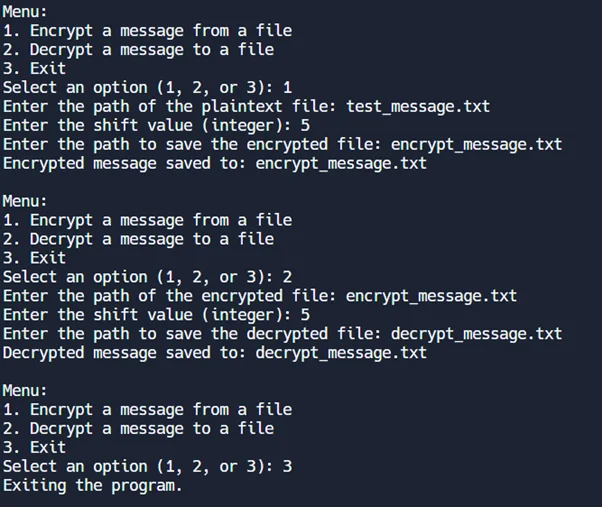 Menu:
1. Encrypt a message from a file
2. Decrypt a message to a file
3. Exit
Select an option (1, 2, or 3): 1
Enter the path of the plaintext file: test_message.txt
Enter the shift value (integer): 5
Enter the path to save the encrypted file: encrypt_message.txt
Encrypted message saved to: encrypt_message.txt

Menu:
1. Encrypt a message from a file
2. Decrypt a message to a file
3. Exit
Select an option (1, 2, or 3): 2
Enter the path of the encrypted file: encrypt_message.txt
Enter the shift value (integer): 5
Enter the path to save the decrypted file: decrypt_message.txt
Decrypted message saved to: decrypt_message.txt

Menu:
1. Encrypt a message from a file
2. Decrypt a message to a file
3. Exit
Select an option (1, 2, or 3): 3
Exiting the program.